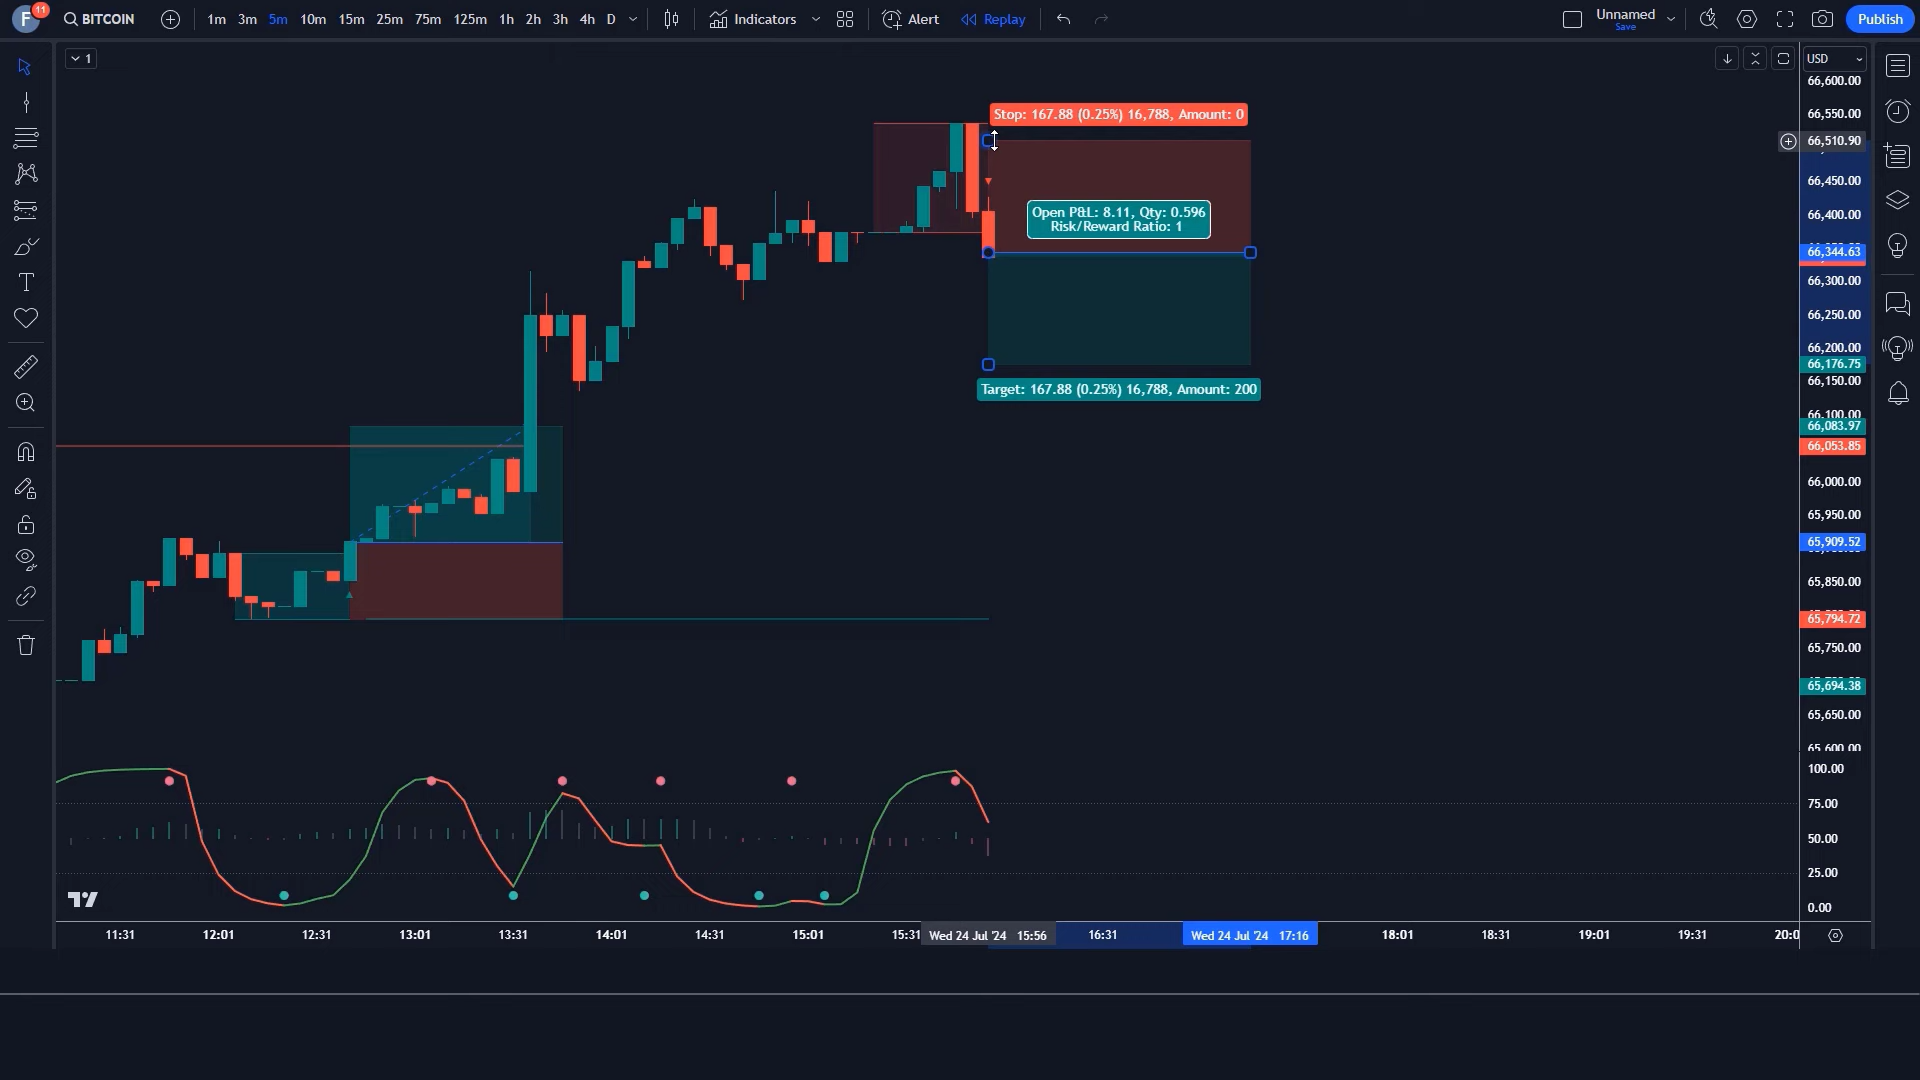 F
11
BITCOIN
1m 3m 5m 10m 15m 25m 75m 125m 1h 2h 3h 4h D
Indicators
Alert
Replay
Unnamed
Save
Publish
1
USD
66,600.00
66,550.00
66,510.90
66,450.00
66,400.00
66,344.63
66,300.00
66,250.00
66,200.00
66,176.75
66,150.00
66,100.00
66,083.97
66,053.85
66,000.00
65,950.00
65,909.52
65,850.00
65,794.72
65,750.00
65,694.38
65,650.00
65,600.00
Stop: 167.88 (0.25%) 16,788, Amount: 0
Open P&L: 8.11, Qty: 0.596
Risk/Reward Ratio: 1
Target: 167.88 (0.25%) 16,788, Amount: 200
100.00
75.00
50.00
25.00
0.00
11:31 12:01 12:31 13:01 13:31 14:01 14:31 15:01 15:31 Wed 24 Jul '24 15:56 16:31 Wed 24 Jul '24 17:16 18:01 18:31 19:01 19:31 20:0